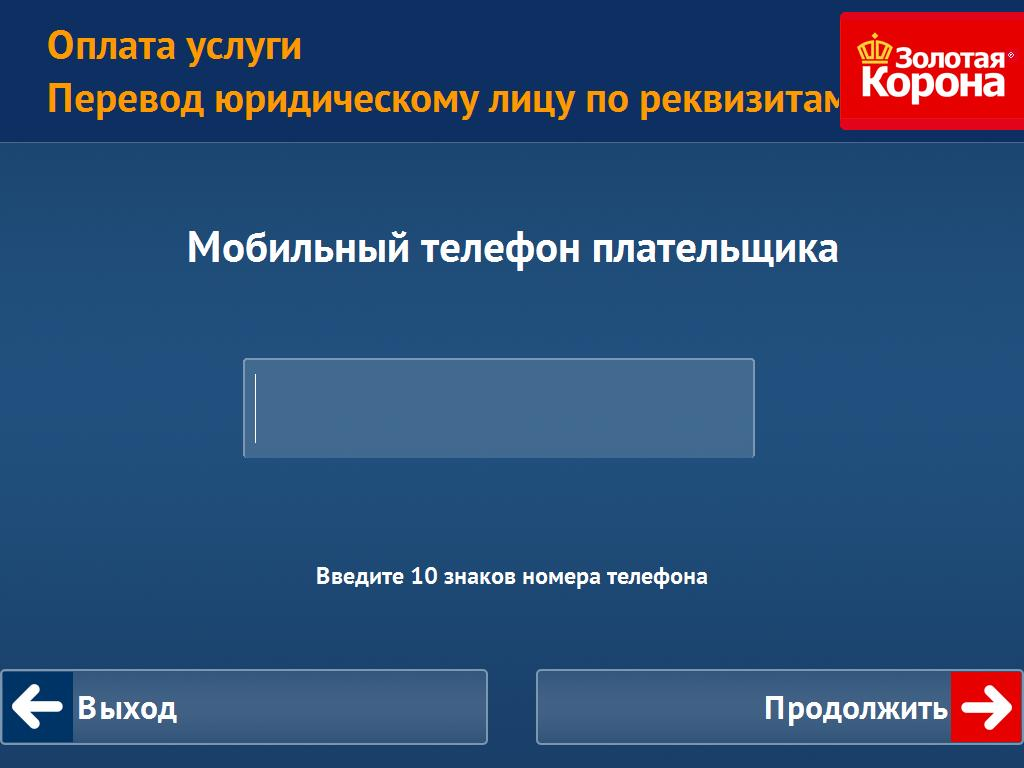 Оплата услуги
Перевод юридическому лицу по реквизитам
Золотая
Корона
Мобильный телефон плательщика
Введите 10 знаков номера телефона
Выход
Продолжить